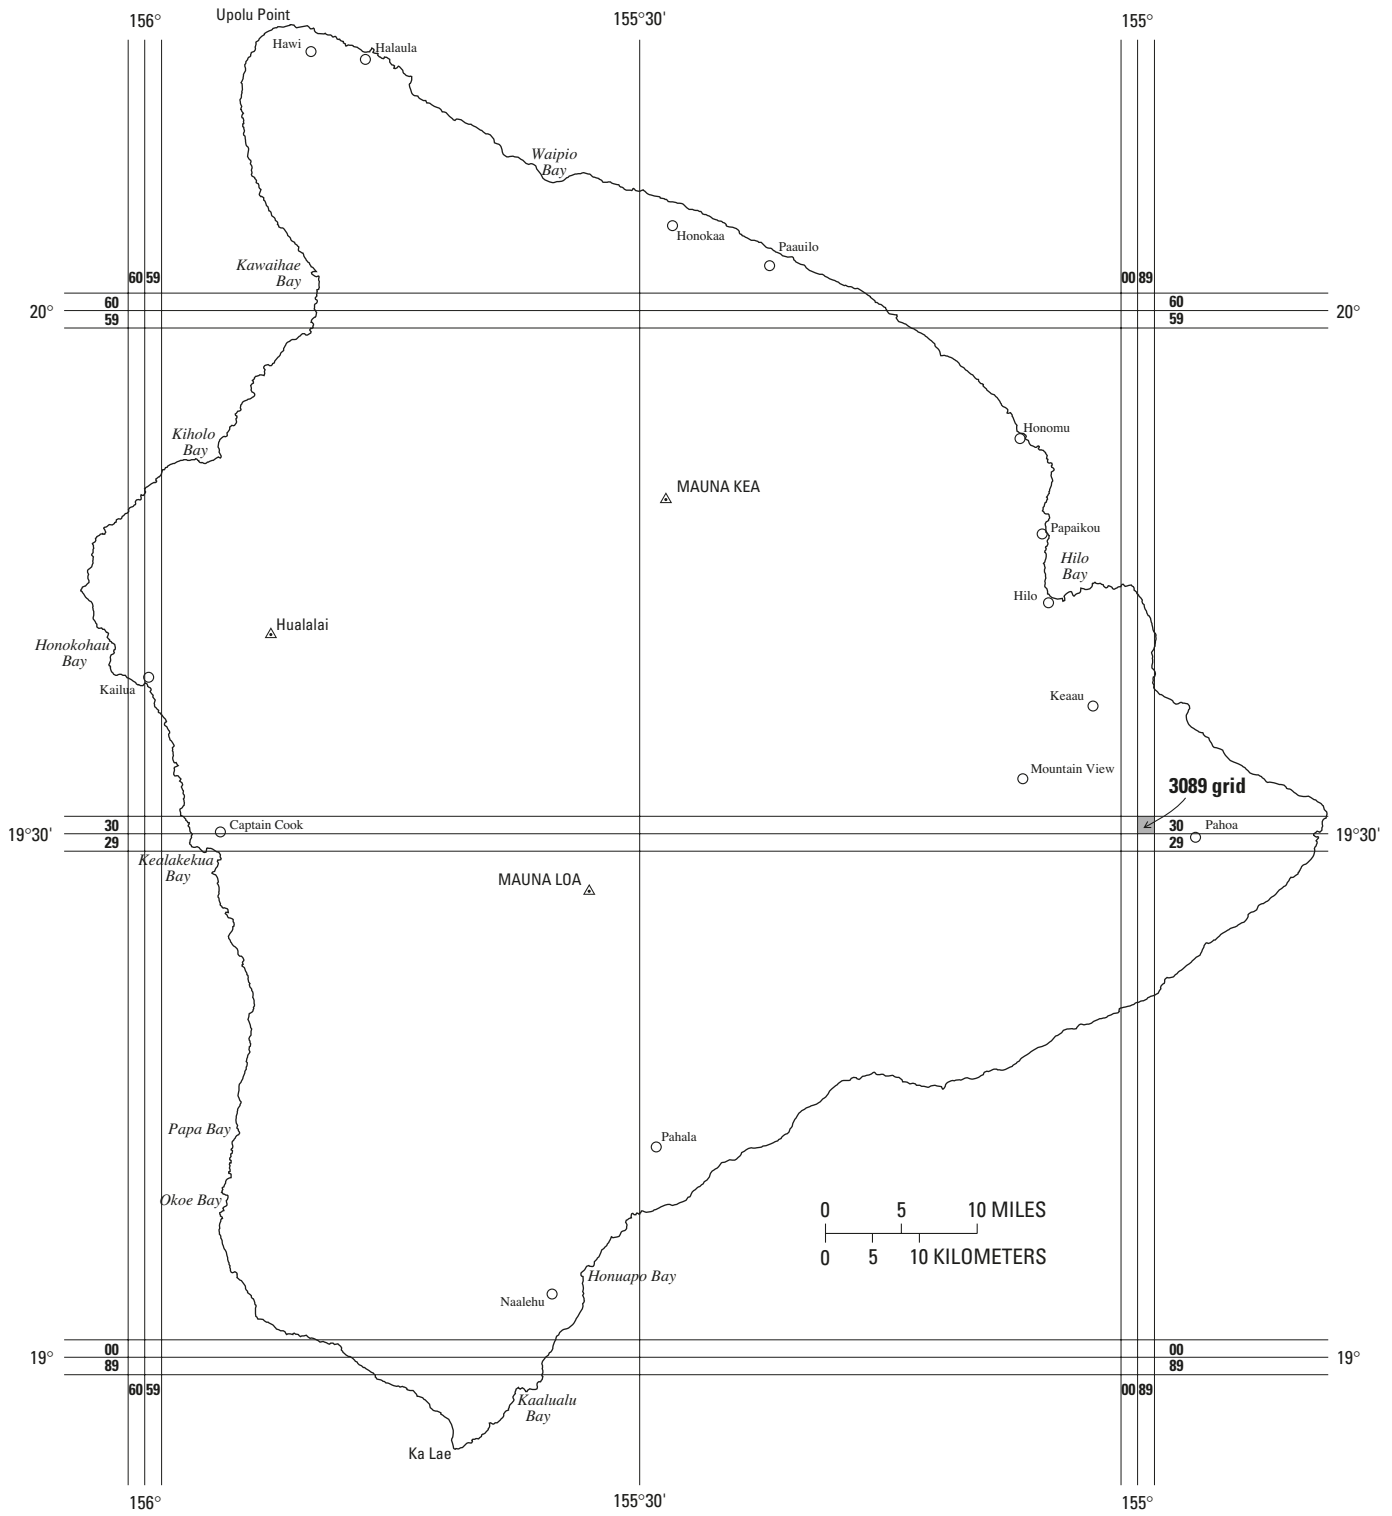 Upolu Point
156°
155°30'
155°
Hawi
Halaula
Waipio
Bay
Honokaa
Paauilo
Kawaihae
Bay
60 59
00 89
60
59
20°
60
59
20°
Kiholo
Bay
Honomu
MAUNA KEA
Papaikou
Hilo
Bay
Hilo
Hualalai
Honokohau
Bay
Kailua
Keaau
Mountain View
3089 grid
Captain Cook
Pahoa
30
29
19°30'
30
29
19°30'
Kealakekua
Bay
MAUNA LOA
Papa Bay
Pahala
Okoe Bay
0 5 10 MILES
0 5 10 KILOMETERS
Honuapo Bay
Naalehu
00
89
19°
00
89
19°
60 59
00 89
Kaalualu
Bay
Ka Lae
156°
155°30'
155°